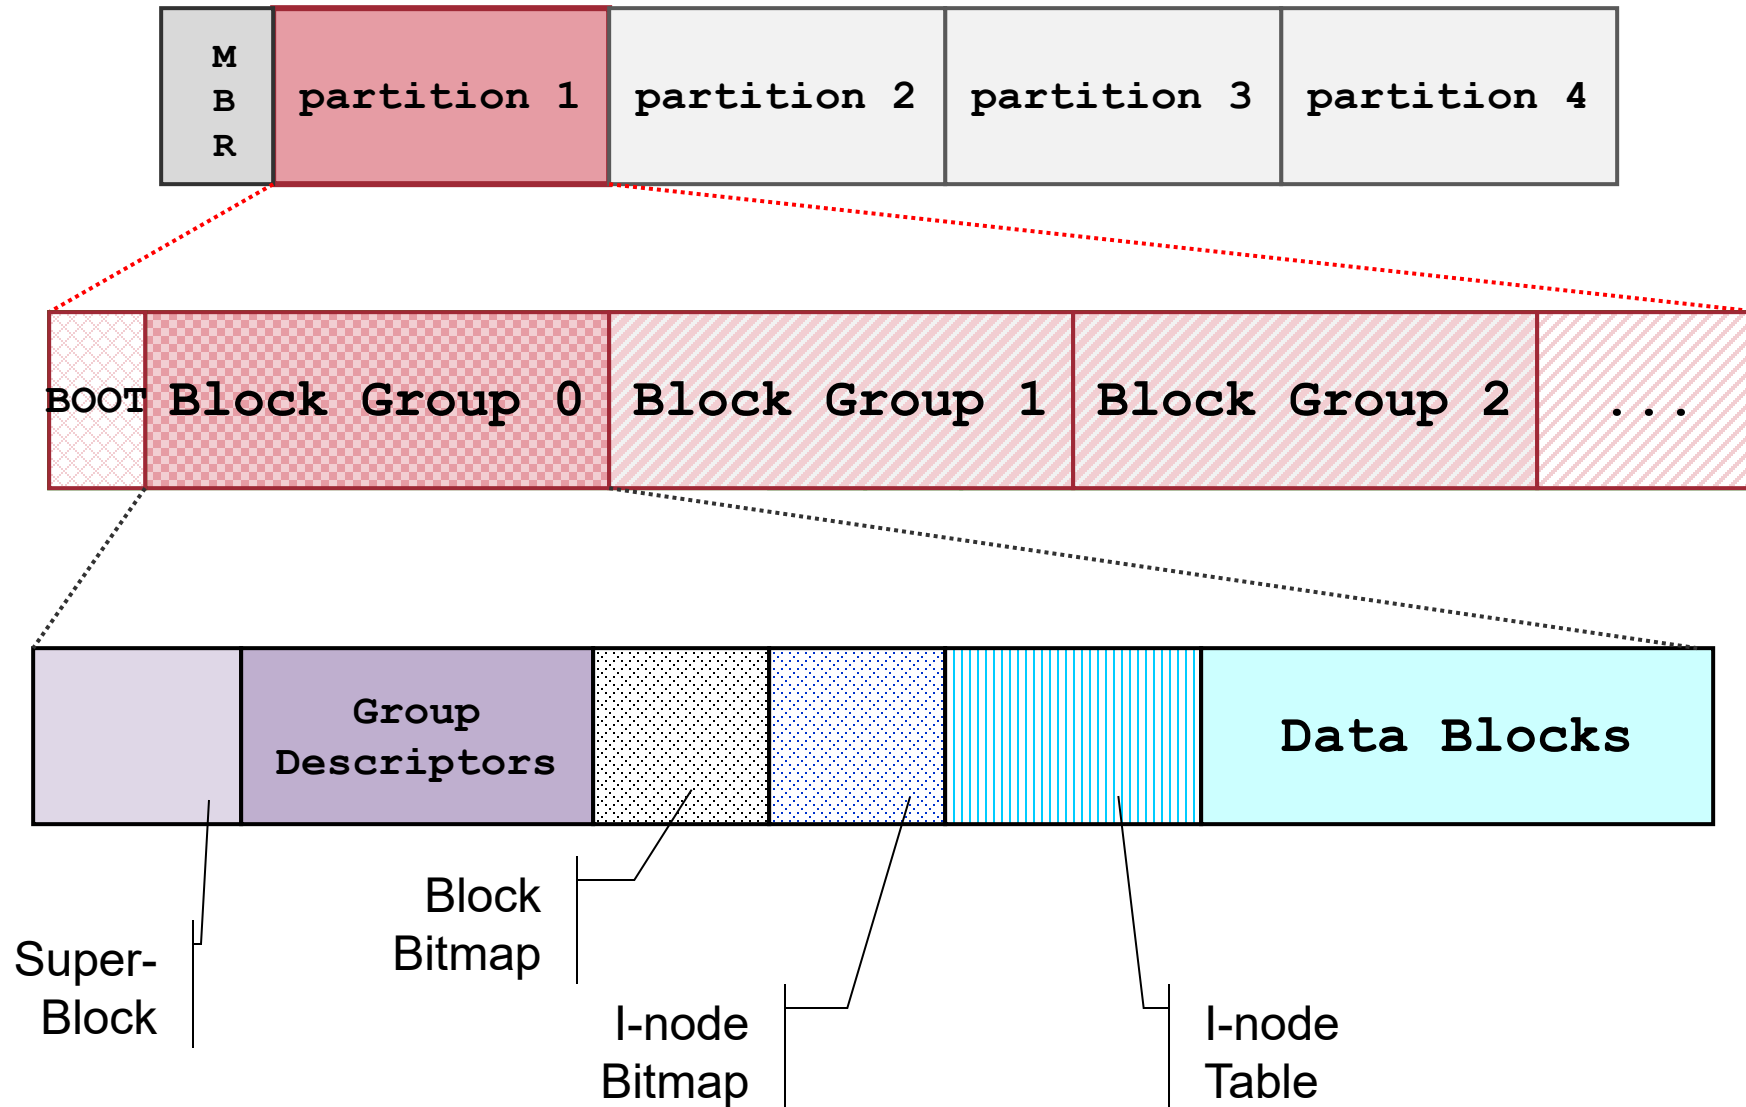 M
B
R
partition 1
partition 2
partition 3
partition 4
BOOT
Block Group 0
Block Group 1
Block Group 2
...
Group
Descriptors
Data Blocks
Super-
Block
Block
Bitmap
I-node
Bitmap
I-node
Table